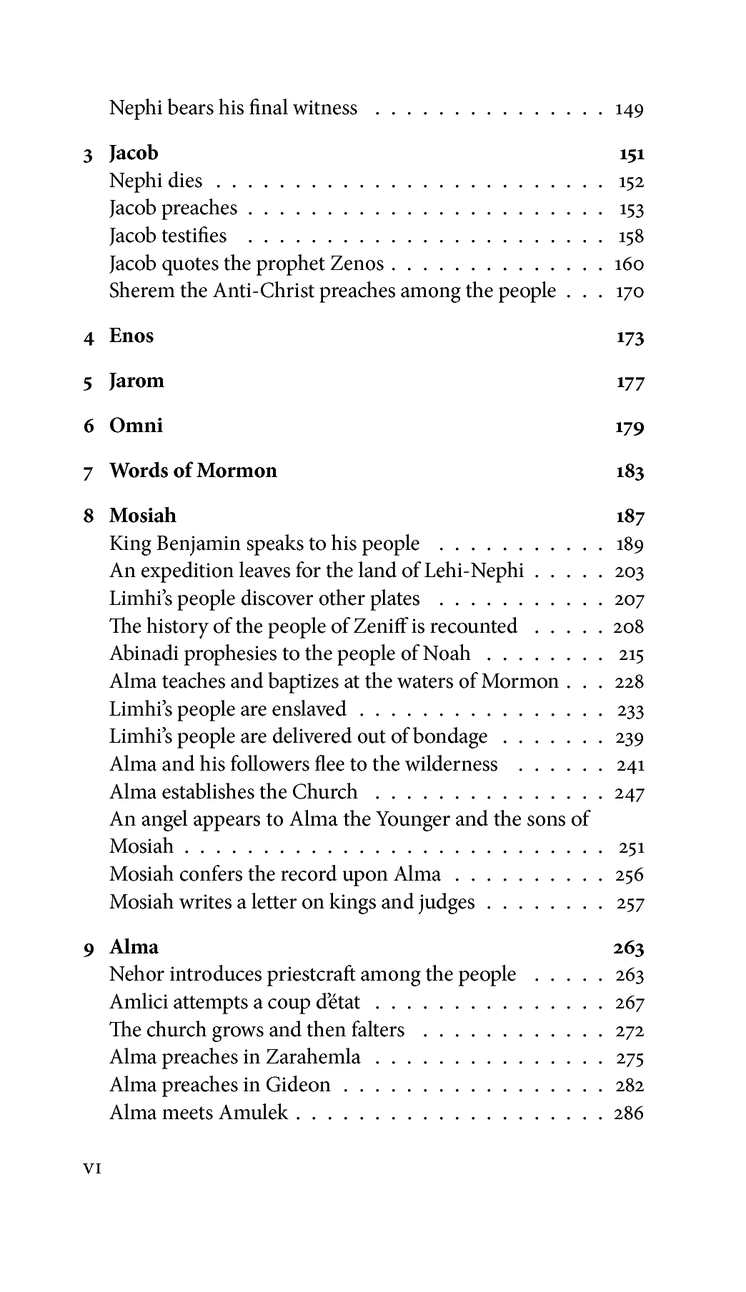 Nephi bears his final witness . . . . . . . . . . . . . . . 149
3 Jacob 151
Nephi dies . . . . . . . . . . . . . . . . . . . . . . . . . 152
Jacob preaches . . . . . . . . . . . . . . . . . . . . . . . 153
Jacob testifies . . . . . . . . . . . . . . . . . . . . . . . 158
Jacob quotes the prophet Zenos . . . . . . . . . . . . . . 160
Sherem the Anti-Christ preaches among the people . . . 170
4 Enos 173
5 Jarom 177
6 Omni 179
7 Words of Mormon 183
8 Mosiah 187
King Benjamin speaks to his people . . . . . . . . . . . 189
An expedition leaves for the land of Lehi-Nephi . . . . . 203
Limhi’s people discover other plates . . . . . . . . . . . 207
The history of the people of Zeniff is recounted . . . . . 208
Abinadi prophesies to the people of Noah . . . . . . . . 215
Alma teaches and baptizes at the waters of Mormon . . . 228
Limhi’s people are enslaved . . . . . . . . . . . . . . . . 233
Limhi’s people are delivered out of bondage . . . . . . . 239
Alma and his followers flee to the wilderness . . . . . . 241
Alma establishes the Church . . . . . . . . . . . . . . . 247
An angel appears to Alma the Younger and the sons of
Mosiah . . . . . . . . . . . . . . . . . . . . . . . . . . . 251
Mosiah confers the record upon Alma . . . . . . . . . . 256
Mosiah writes a letter on kings and judges . . . . . . . . 257
9 Alma 263
Nehor introduces priestcraft among the people . . . . . 263
Amlici attempts a coup d’état . . . . . . . . . . . . . . . 267
The church grows and then falters . . . . . . . . . . . . 272
Alma preaches in Zarahemla . . . . . . . . . . . . . . . 275
Alma preaches in Gideon . . . . . . . . . . . . . . . . . 282
Alma meets Amulek . . . . . . . . . . . . . . . . . . . . 286
VI